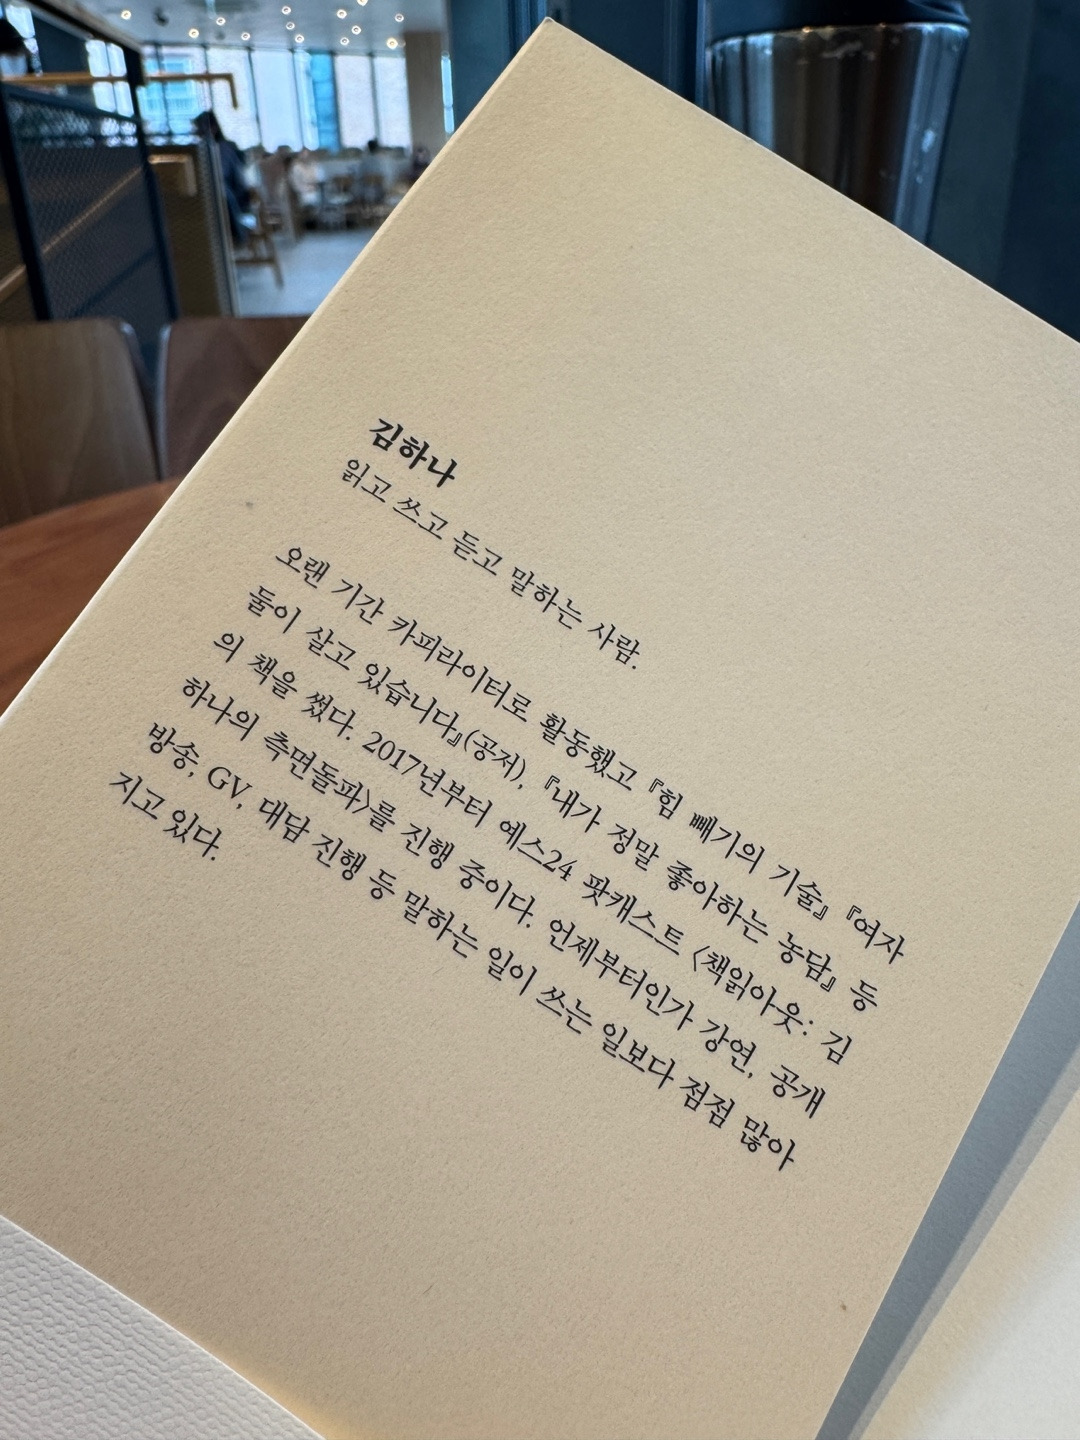 김하나
읽고 쓰고 듣고 말하는 사람.
오랜 기간 카피라이터로 활동했고 『힘 빼기의 기술』 『여자
둘이 살고 있습니다』(공저), 『내가 정말 좋아하는 농담』 등
의 책을 썼다. 2017년부터 예스24 팟캐스트 〈책읽아웃: 김
하나의 측면돌파〉를 진행 중이다. 언제부터인가 강연, 공개
방송, GV, 대담 진행 등 말하는 일이 쓰는 일보다 점점 많아
지고 있다.